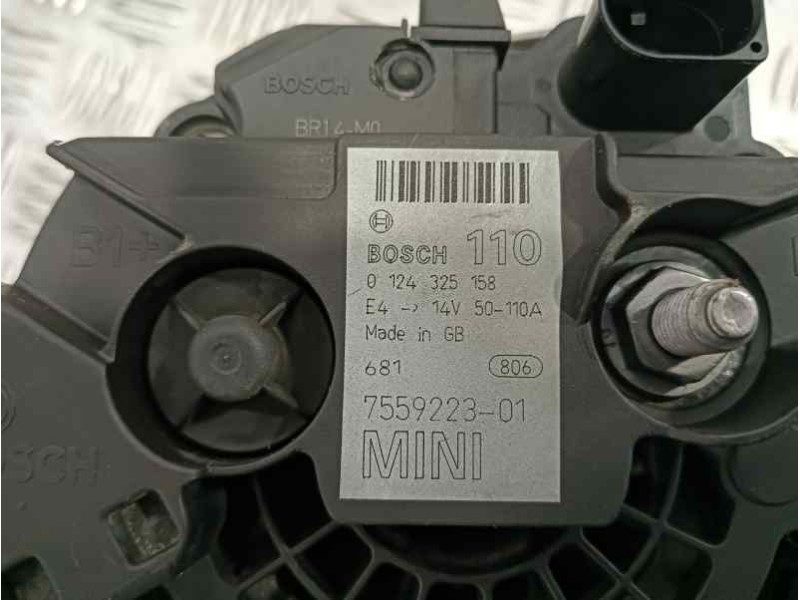 BOSCH
BR14-M0
B1+
BOSCH 110
0 124 325 158
E4 -> 14V 50-110A
Made in GB
681 806
7559223-01
MINI